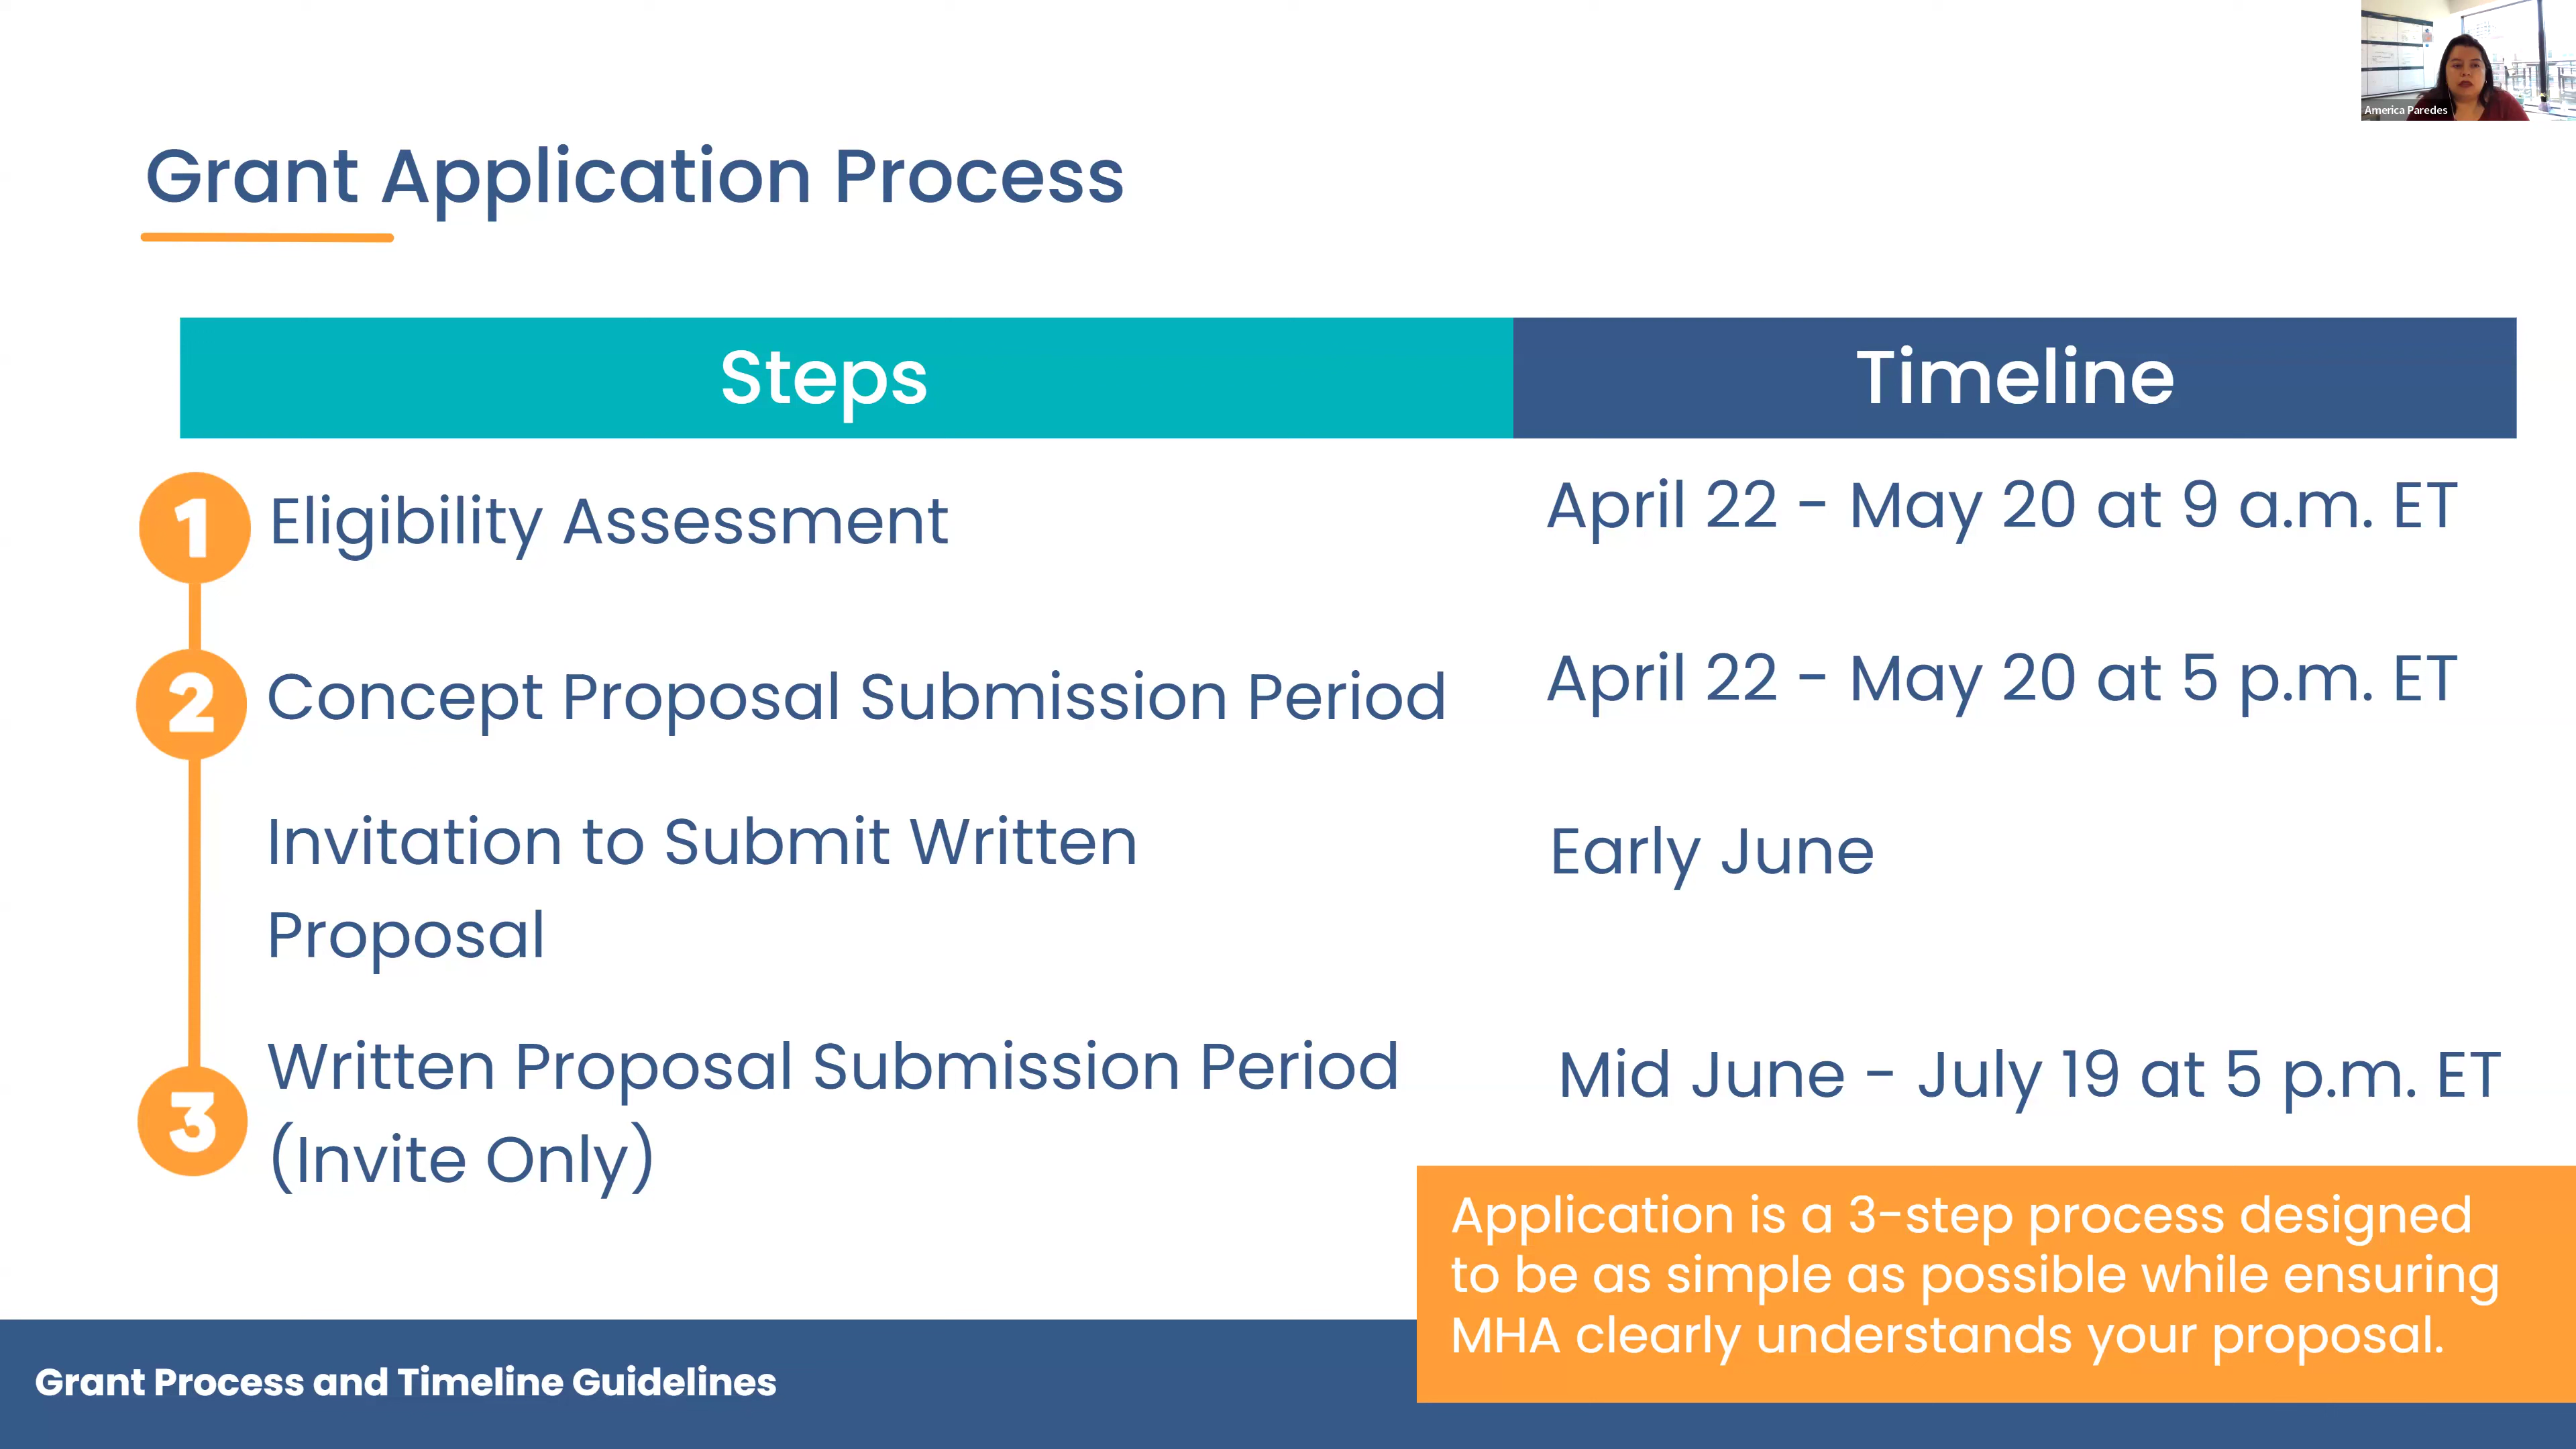 America Paredes
Grant Application Process
Steps
Timeline
1
Eligibility Assessment
April 22 - May 20 at 9 a.m. ET
2
Concept Proposal Submission Period
April 22 - May 20 at 5 p.m. ET
Invitation to Submit Written
Proposal
Early June
3
Written Proposal Submission Period
(Invite Only)
Mid June - July 19 at 5 p.m. ET
Application is a 3-step process designed
to be as simple as possible while ensuring
MHA clearly understands your proposal.
Grant Process and Timeline Guidelines